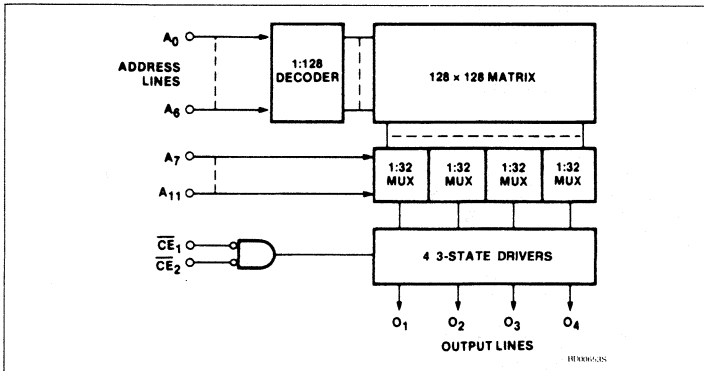 A0
ADDRESS
LINES
A6
1:128
DECODER
128 × 128 MATRIX
A7
A11
1:32
MUX
1:32
MUX
1:32
MUX
1:32
MUX
CE1
CE2
4 3-STATE DRIVERS
O1 O2 O3 O4
OUTPUT LINES
BD00653S